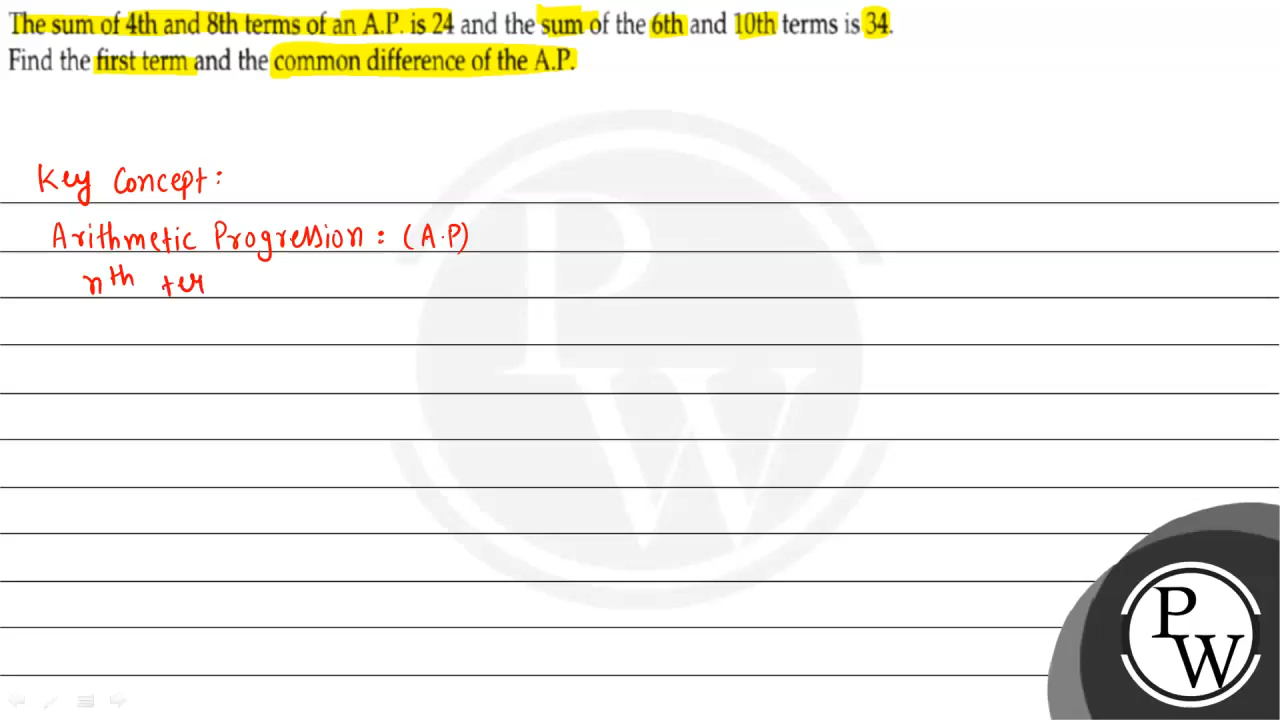 The sum of 4th and 8th terms of an A.P. is 24 and the sum of the 6th and 10th terms is 34.
Find the first term and the common difference of the A.P.
Key Concept:
Arithmetic Progression: (A.P)
nth ter
P
W
P
W